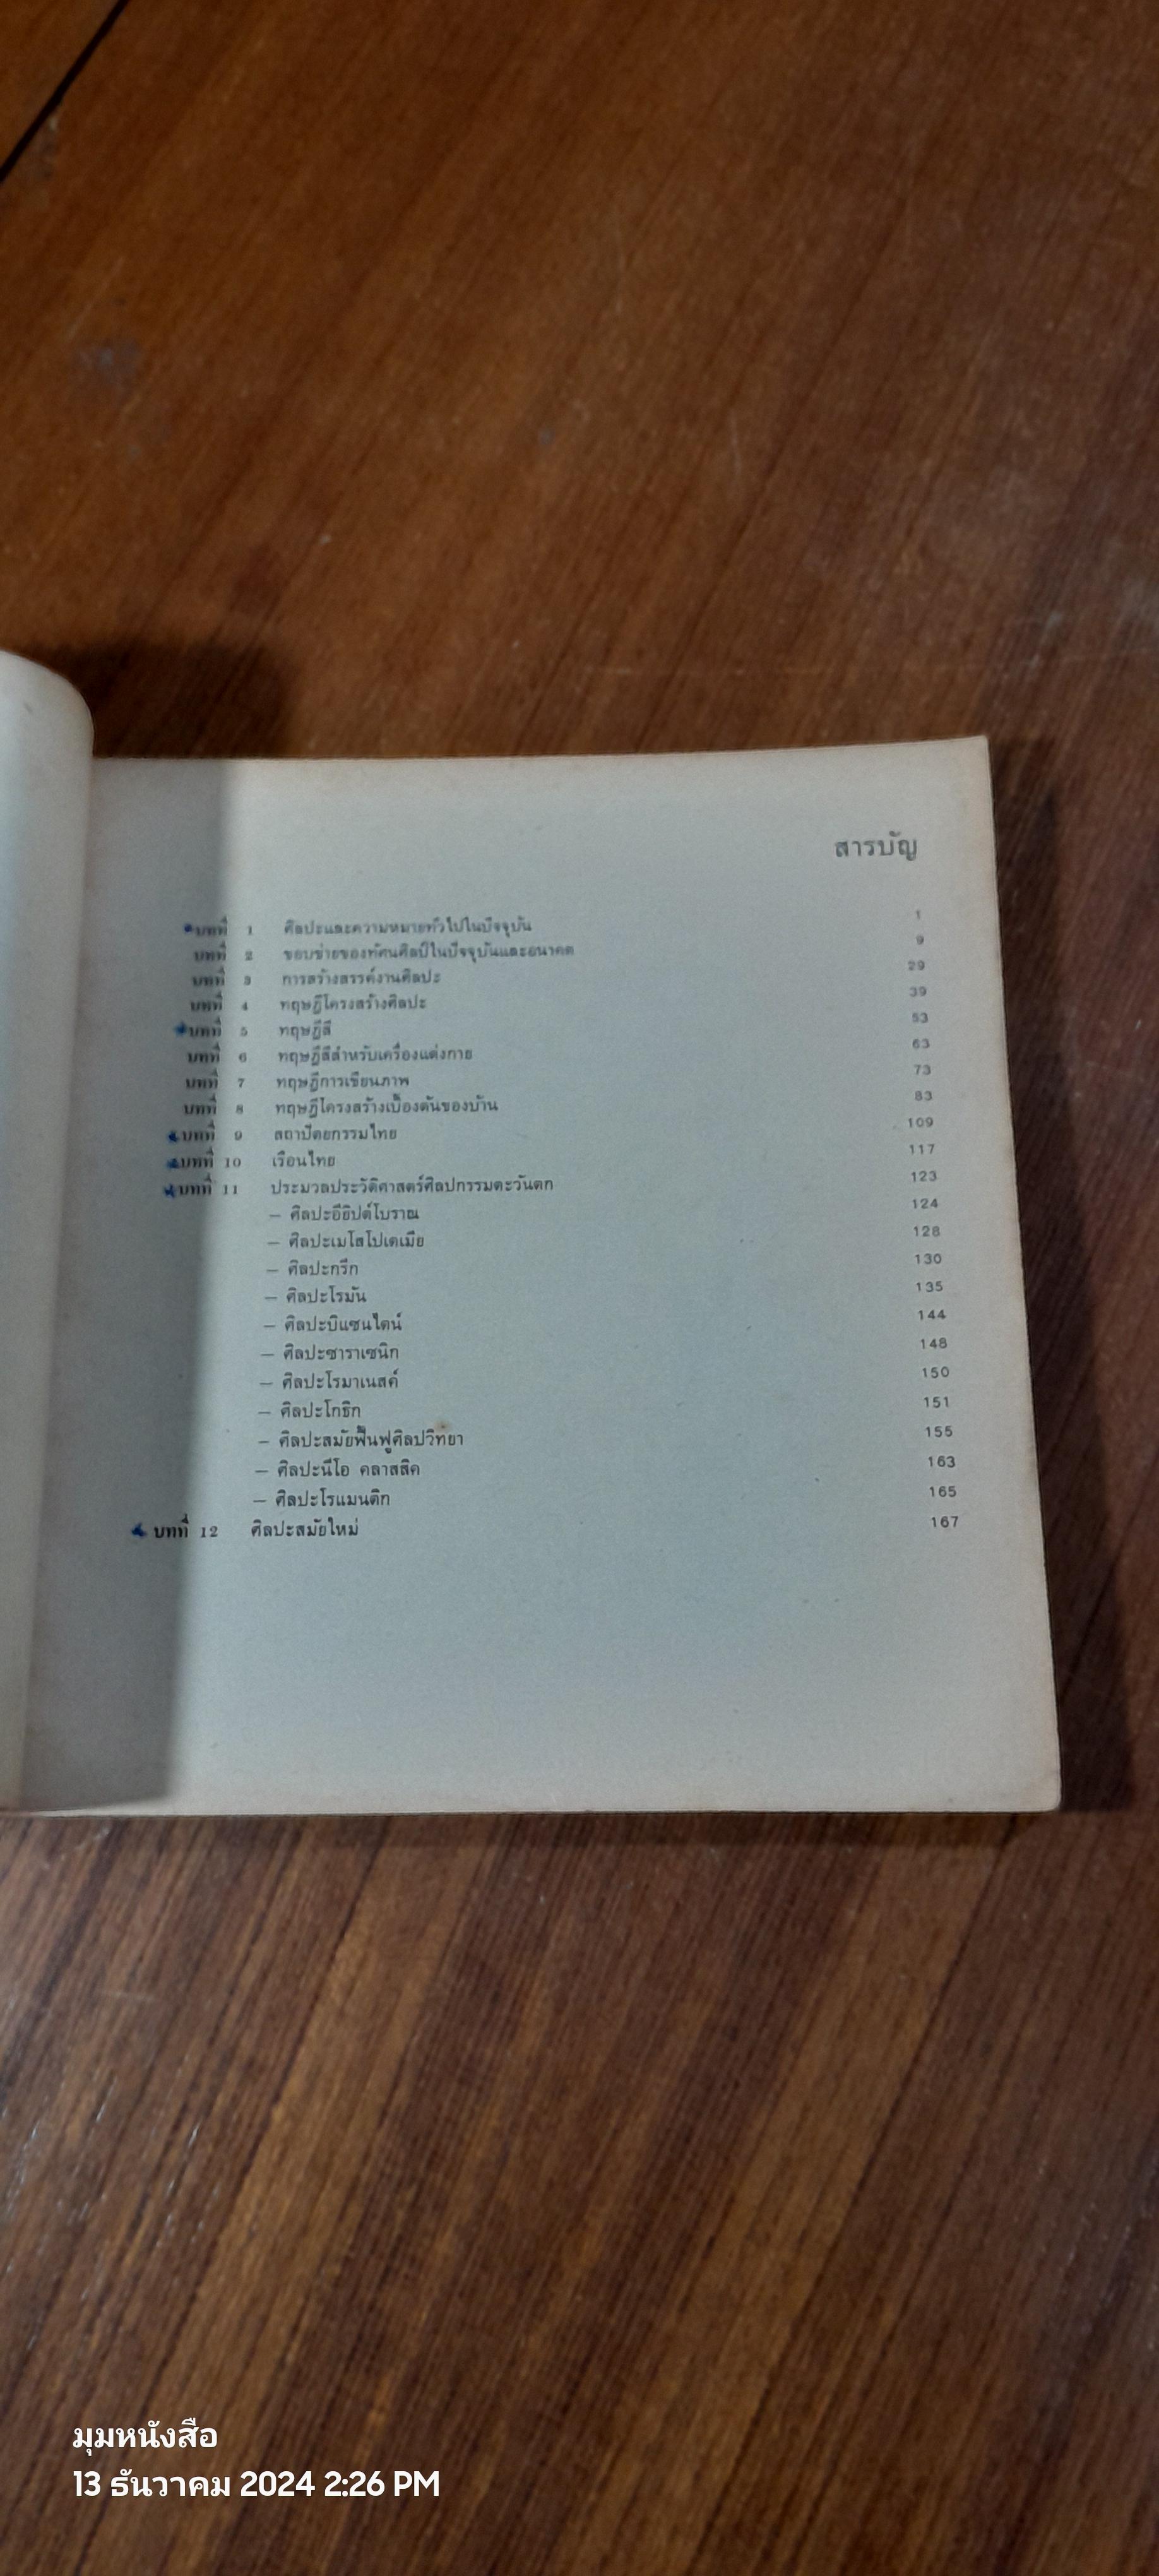 สารบัญ
บทที่ 1 ศิลปะและความหมายทั่วไปในปัจจุบัน 1
บทที่ 2 ขอบข่ายของทัศนศิลป์ในปัจจุบันและอนาคต 9
บทที่ 3 การสร้างสรรค์งานศิลปะ 29
บทที่ 4 ทฤษฎีโครงสร้างศิลปะ 39
บทที่ 5 ทฤษฎีสี 53
บทที่ 6 ทฤษฎีสีสำหรับเครื่องแต่งกาย 63
บทที่ 7 ทฤษฎีการเขียนภาพ 73
บทที่ 8 ทฤษฎีโครงสร้างเบื้องต้นของบ้าน 83
บทที่ 9 สถาปัตยกรรมไทย 109
บทที่ 10 เรือนไทย 117
บทที่ 11 ประมวลประวัติศาสตร์ศิลปกรรมตะวันตก 123
– ศิลปะอียิปต์โบราณ 124
– ศิลปะเมโสโปเตเมีย 128
– ศิลปะกรีก 130
– ศิลปะโรมัน 135
– ศิลปะบิแซนไตน์ 144
– ศิลปะซาราเซนิก 148
– ศิลปะโรมาเนสค์ 150
– ศิลปะโกธิก 151
– ศิลปะสมัยฟื้นฟูศิลปวิทยา 155
– ศิลปะนีโอ คลาสสิค 163
– ศิลปะโรแมนติก 165
บทที่ 12 ศิลปะสมัยใหม่ 167
มุมหนังสือ
13 ธันวาคม 2024 2:26 PM